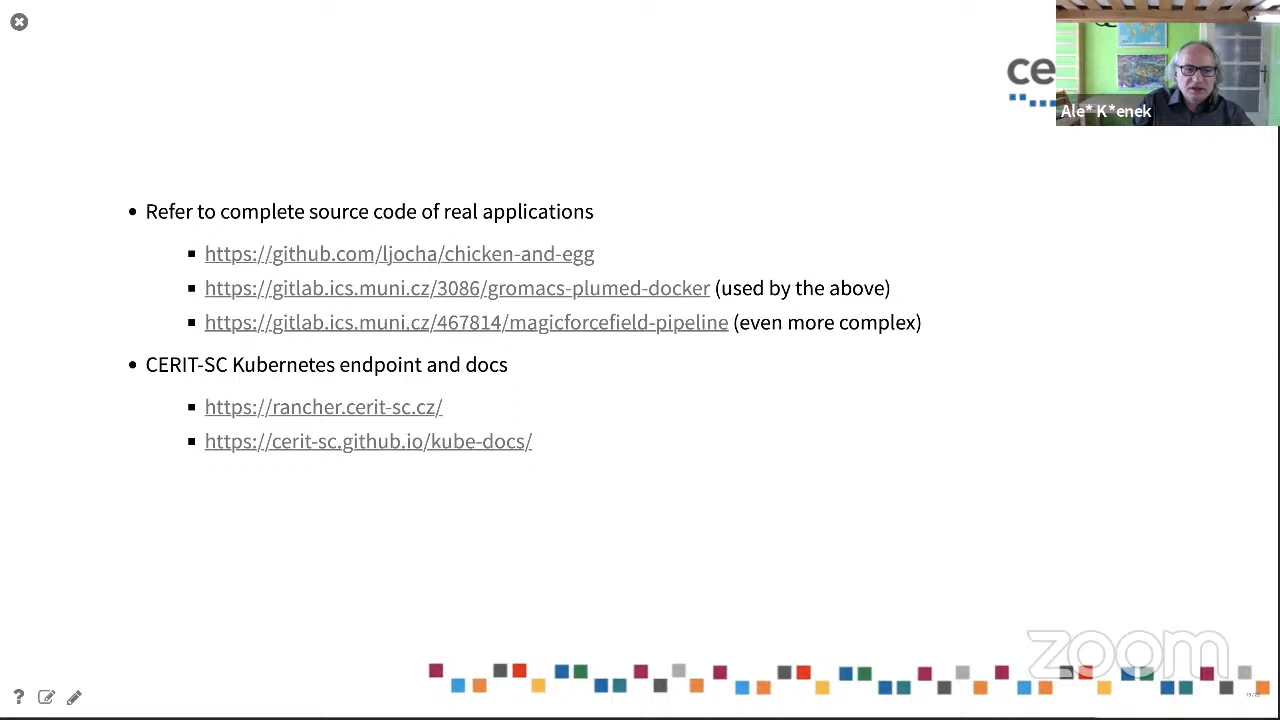 ce
Ale* K*enek
Refer to complete source code of real applications
https://github.com/ljocha/chicken-and-egg
https://gitlab.ics.muni.cz/3086/gromacs-plumed-docker (used by the above)
https://gitlab.ics.muni.cz/467814/magicforcefield-pipeline (even more complex)
CERIT-SC Kubernetes endpoint and docs
https://rancher.cerit-sc.cz/
https://cerit-sc.github.io/kube-docs/
zoom